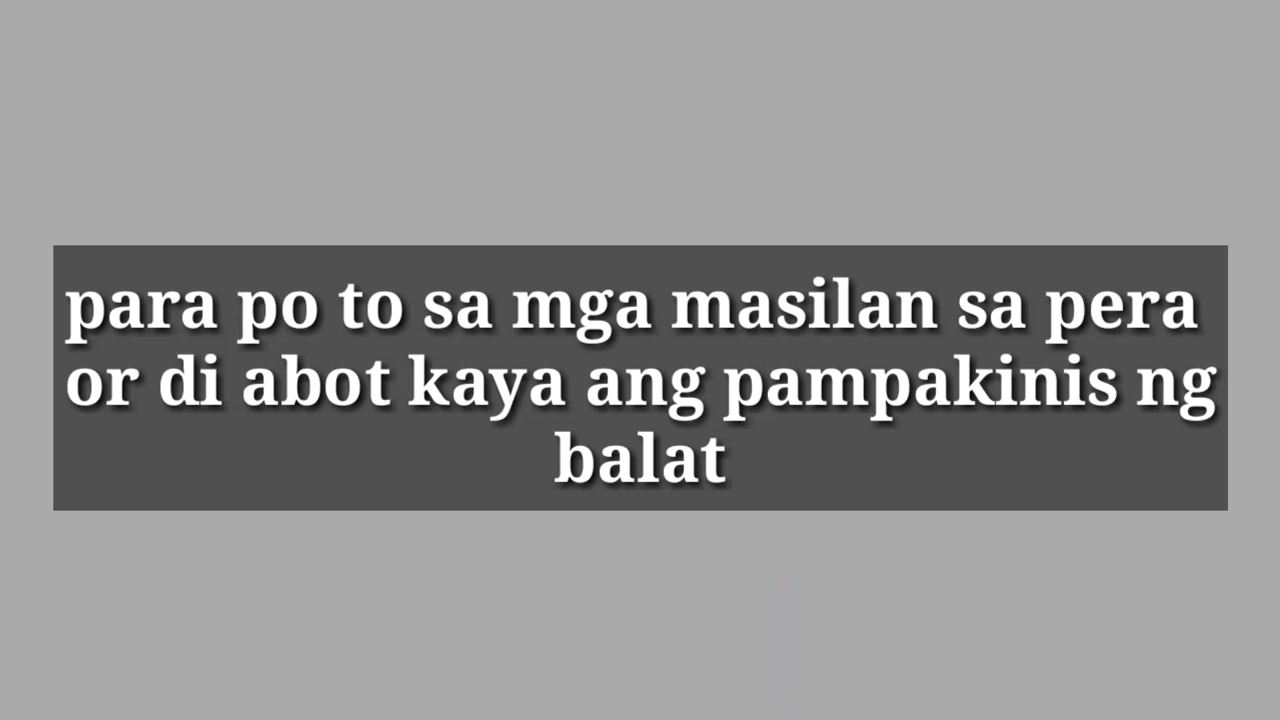 para po to sa mga masilan sa pera
or di abot kaya ang pampakinis ng
balat